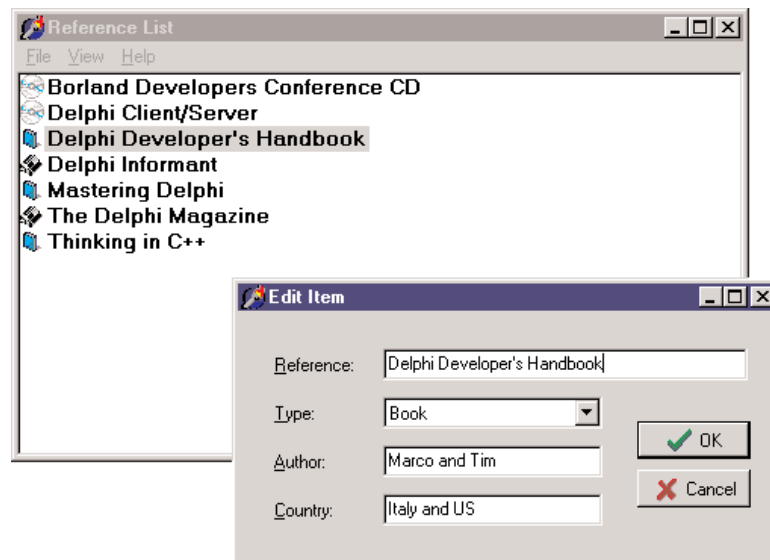 Reference List
File View Help
Borland Developers Conference CD
Delphi Client/Server
Delphi Developer's Handbook
Delphi Informant
Mastering Delphi
The Delphi Magazine
Thinking in C++
Edit Item
Reference: Delphi Developer's Handbook
Type: Book
OK
Author: Marco and Tim
Cancel
Country: Italy and US